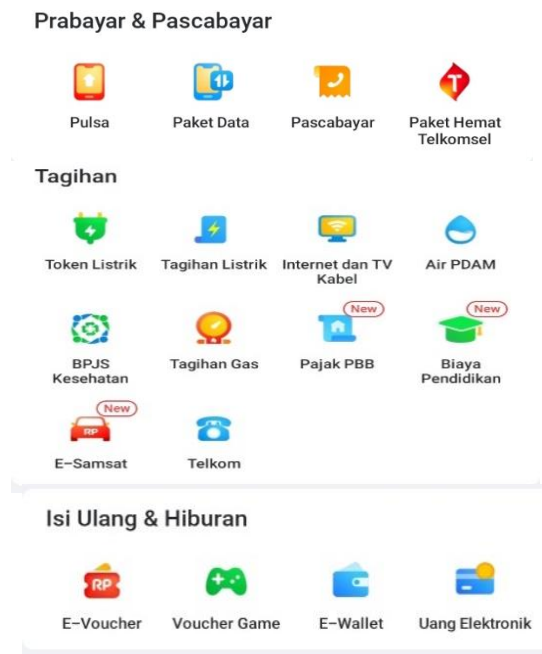 Prabayar & Pascabayar
Pulsa
Paket Data
Pascabayar
Paket Hemat
Telkomsel
Tagihan
Token Listrik
Tagihan Listrik
Internet dan TV
Kabel
Air PDAM
BPJS
Kesehatan
Tagihan Gas
New
Pajak PBB
New
Biaya
Pendidikan
New
RP
E-Samsat
Telkom
Isi Ulang & Hiburan
RP
E-Voucher
Voucher Game
E-Wallet
Uang Elektronik